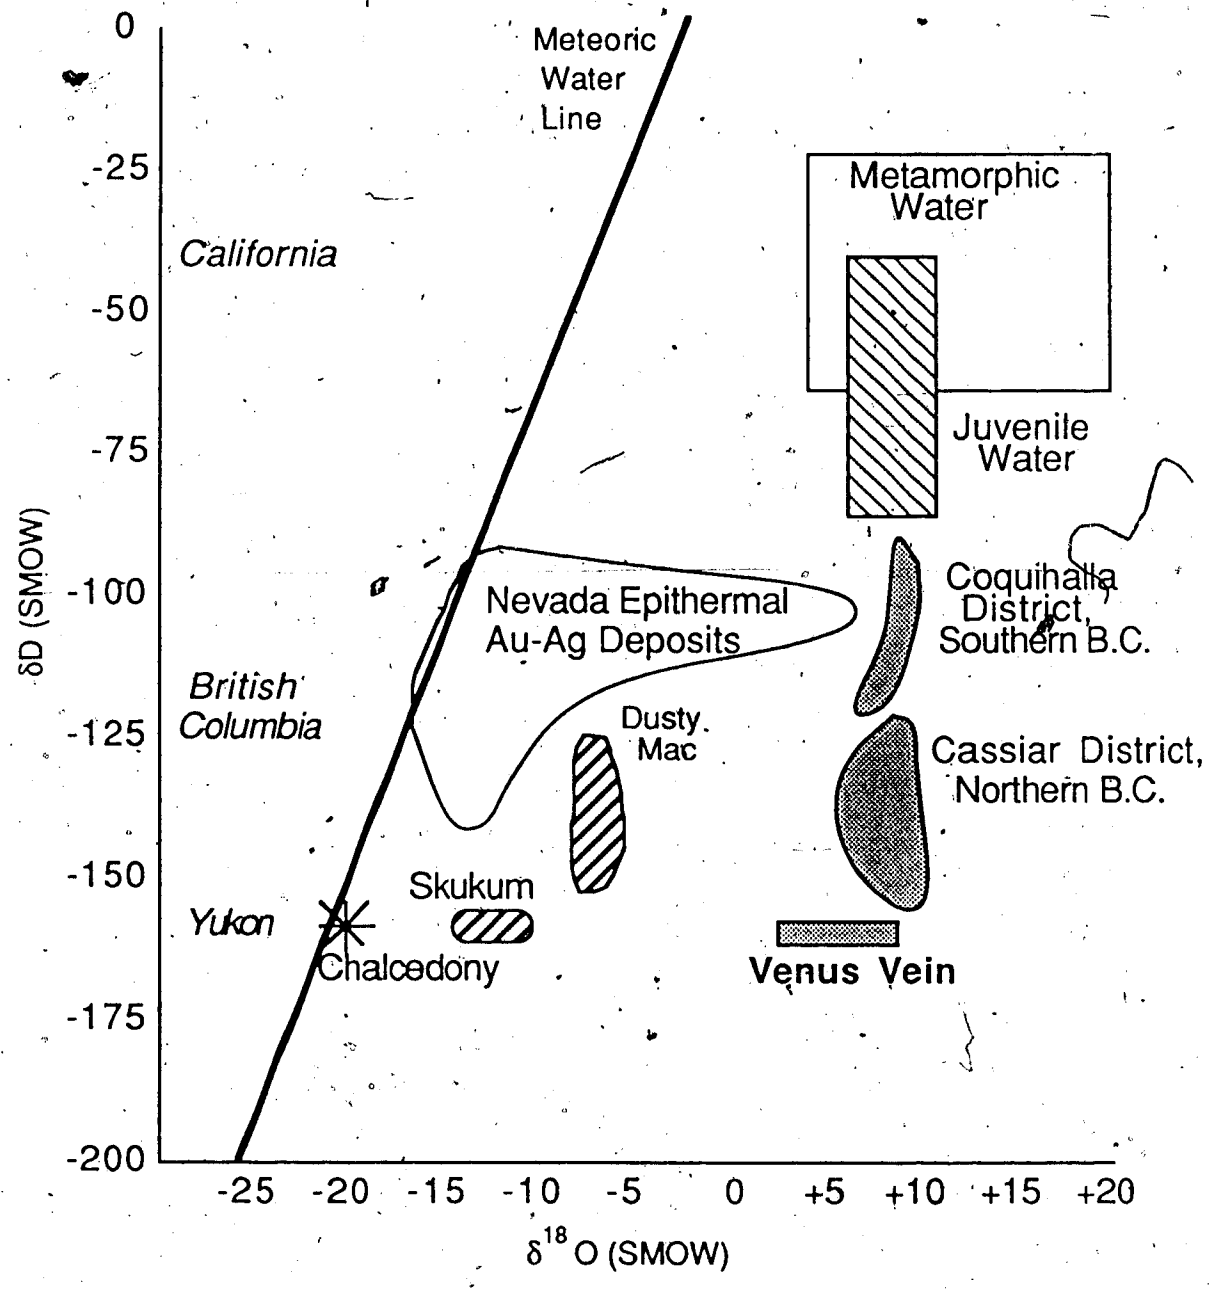 0
Meteoric
Water
Line
-25
Metamorphic
Water
California
-50
Juvenile
Water
-75
-100
Nevada Epithermal
Au-Ag Deposits
Coquihalla
District,
Southern B.C.
δD (SMOW)
British
Columbia
-125
Dusty
Mac
Cassiar District,
Northern B.C.
-150
Skukum
Yukon
Chalcedony
Venus Vein
-175
-200
-25 -20 -15 -10 -5 0 +5 +10 +15 +20
δ18 O (SMOW)